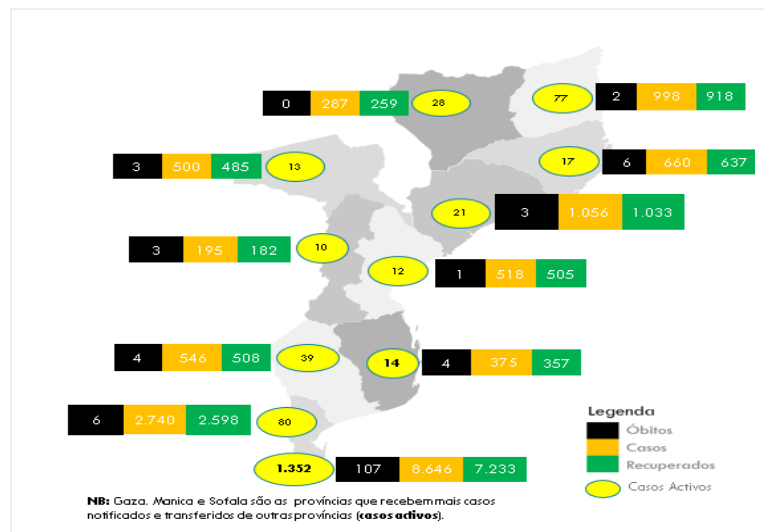 77 2 998 918
0 287 259 28
17 6 660 637
3 500 485 13
21 3 1.056 1.033
3 195 182 10
12 1 518 505
4 546 508 39
14 4 375 357
6 2.740 2.598 80
1.352 107 8.646 7.233
Legenda
Óbitos
Casos
Recuperados
Casos Activos
NB: Gaza, Manica e Sofala são as províncias que recebem mais casos
notificados e transferidos de outras províncias (casos activos).